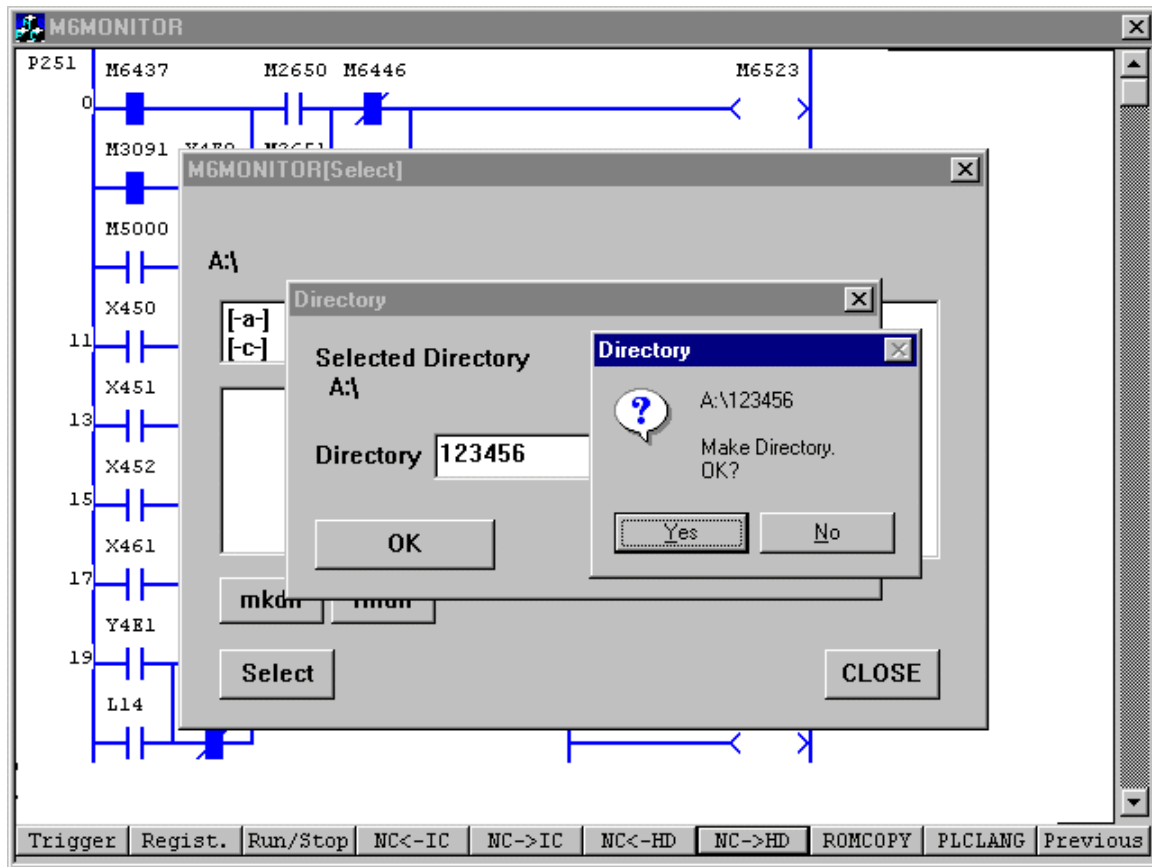 M6MONITOR
P251
M6437 M2650 M6446 M6523
0
M3091 Y4E0 M2651
M6MONITOR[Select]
M5000
A:\
X450
[-a-]
[-c-]
11
Directory
Selected Directory
A:\
Directory 123456
OK
Directory
A:\123456
Make Directory.
OK?
Yes No
X451
13
X452
15
X461
17
Y4E1
19
L14
Select CLOSE
Trigger Regist. Run/Stop NC<-IC NC->IC NC<-HD NC->HD ROMCOPY PLCLANG Previous